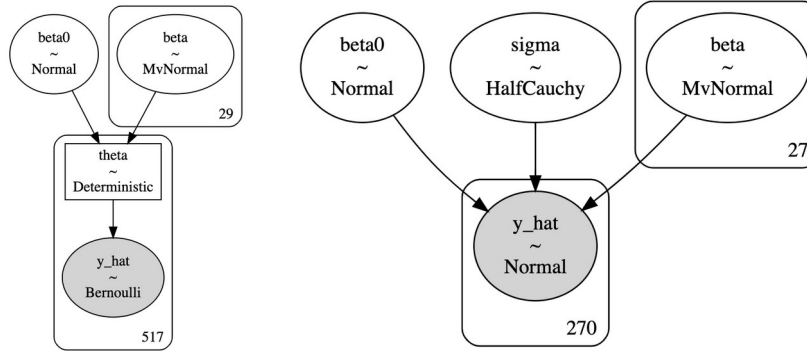 beta0
~
Normal
beta
~
MvNormal
29
theta
~
Deterministic
y_hat
~
Bernoulli
517
beta0
~
Normal
sigma
~
HalfCauchy
beta
~
MvNormal
27
y_hat
~
Normal
270